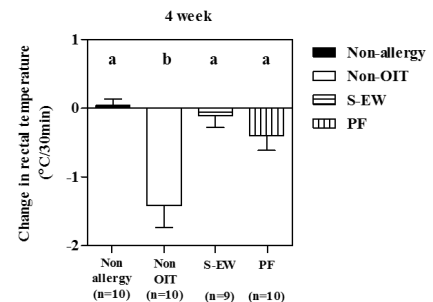 4 week
Change in rectal temperature
(°C/30min)
1
0
-1
-2
a b a a
Non-allergy
Non-OIT
S-EW
PF
Non allergy (n=10)
Non OIT (n=10)
S-EW (n=9)
PF (n=10)